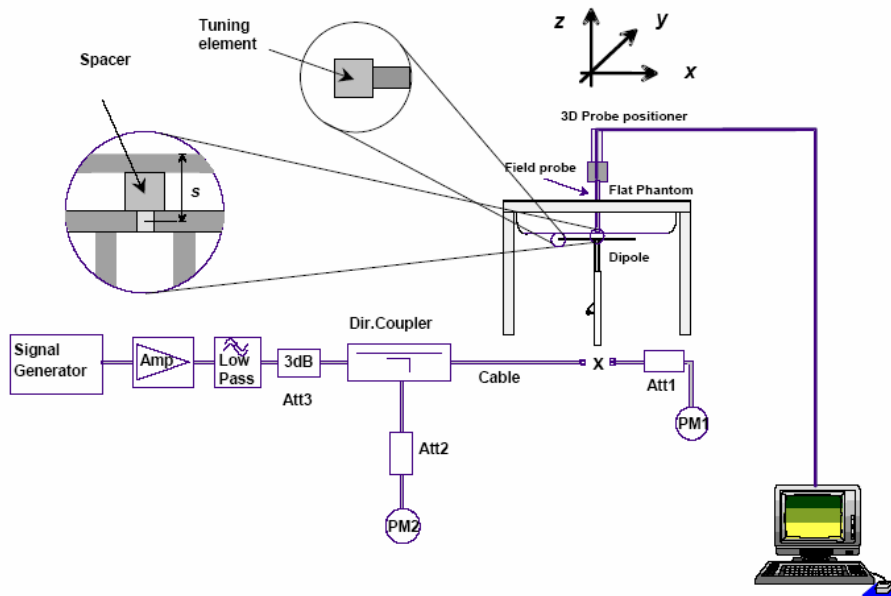 Tuning
element
Spacer
z
y
x
3D Probe positioner
Field probe
Flat Phantom
s
Dipole
Dir.Coupler
Signal
Generator
Amp
Low
Pass
3dB
Att3
Cable
x
Att1
PM1
Att2
PM2